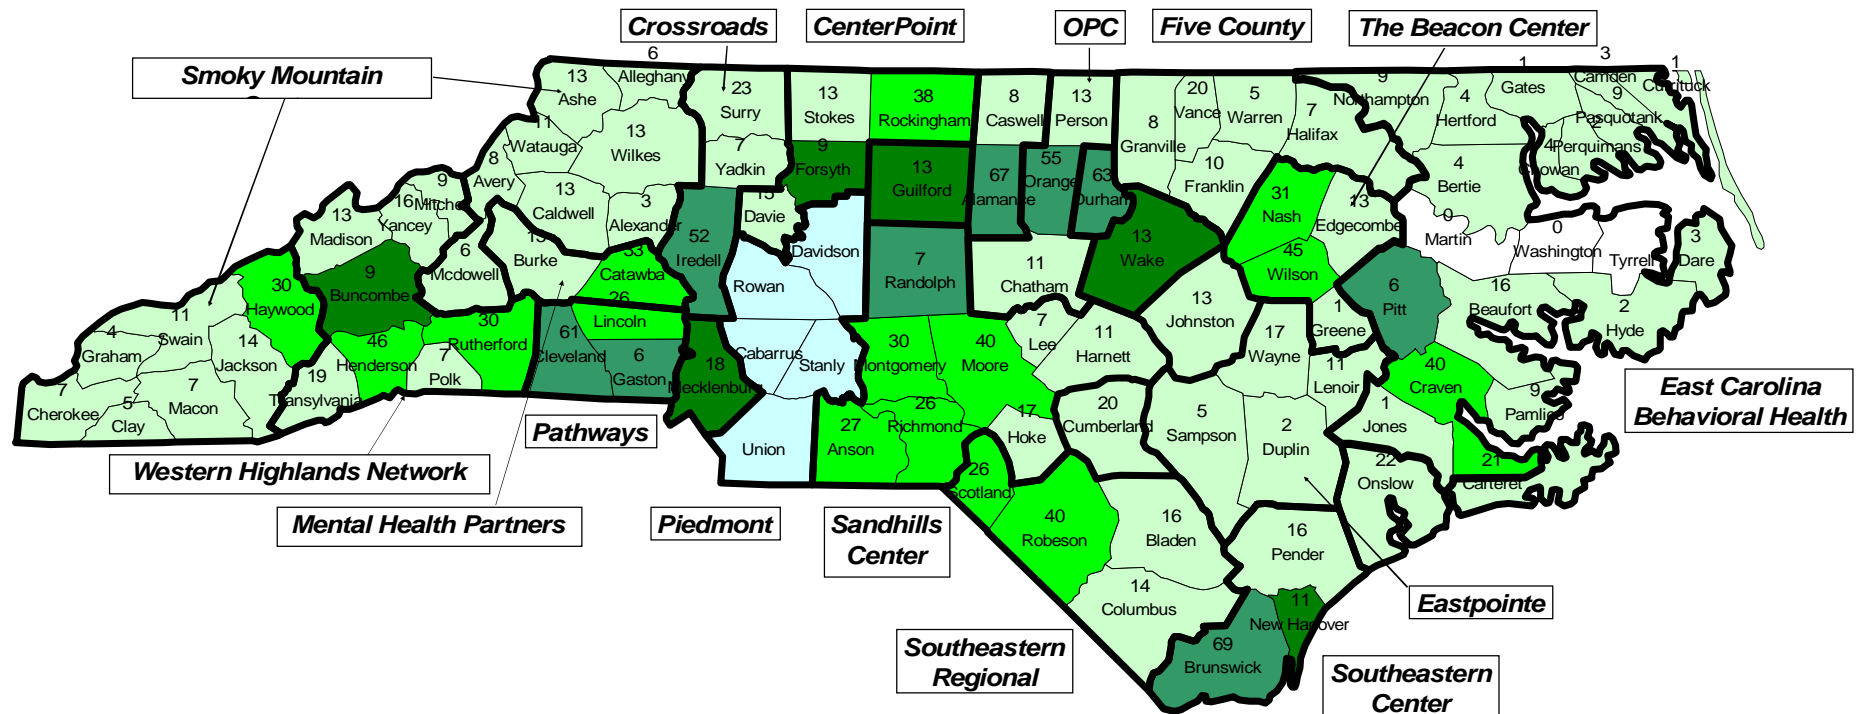 Crossroads
CenterPoint
OPC
Five County
The Beacon Center
Smoky Mountain
13
Ashe
6
Alleghany
23
Surry
13
Stokes
38
Rockingham
8
Caswell
13
Person
8
Granville
20
Vance
5
Warren
7
Halifax
9
Northampton
4
Hertford
1
Gates
3
Camden
1
Currituck
9
Pasquotank
2
Perquimans
4
Chowan
11
Watauga
13
Wilkes
7
Yadkin
9
Forsyth
13
Guilford
67
Alamance
55
Orange
63
Durham
10
Franklin
31
Nash
13
Edgecombe
4
Bertie
0
Martin
0
Washington
Tyrrell
3
Dare
8
Avery
9
Mitchell
16
Yancey
13
Madison
13
Caldwell
3
Alexander
52
Iredell
Davie
Davidson
13
Wake
45
Wilson
6
Pitt
16
Beaufort
2
Hyde
6
Mcdowell
13
Burke
33
Catawba
Rowan
7
Randolph
11
Chatham
13
Johnston
1
Greene
9
Buncombe
30
Haywood
11
Swain
4
Graham
14
Jackson
46
Henderson
30
Rutherford
7
Polk
19
Transylvania
7
Macon
5
Clay
7
Cherokee
61
Cleveland
26
Lincoln
6
Gaston
18
Mecklenburg
Cabarrus
Stanly
Union
30
Montgomery
40
Moore
7
Lee
11
Harnett
17
Wayne
11
Lenoir
40
Craven
9
Pamlico
1
Jones
27
Anson
26
Richmond
17
Hoke
20
Cumberland
5
Sampson
2
Duplin
22
Onslow
21
Carteret
26
Scotland
40
Robeson
16
Bladen
16
Pender
14
Columbus
11
New Hanover
69
Brunswick
East Carolina
Behavioral Health
Pathways
Western Highlands Network
Mental Health Partners
Piedmont
Sandhills
Center
Eastpointe
Southeastern
Regional
Southeastern
Center